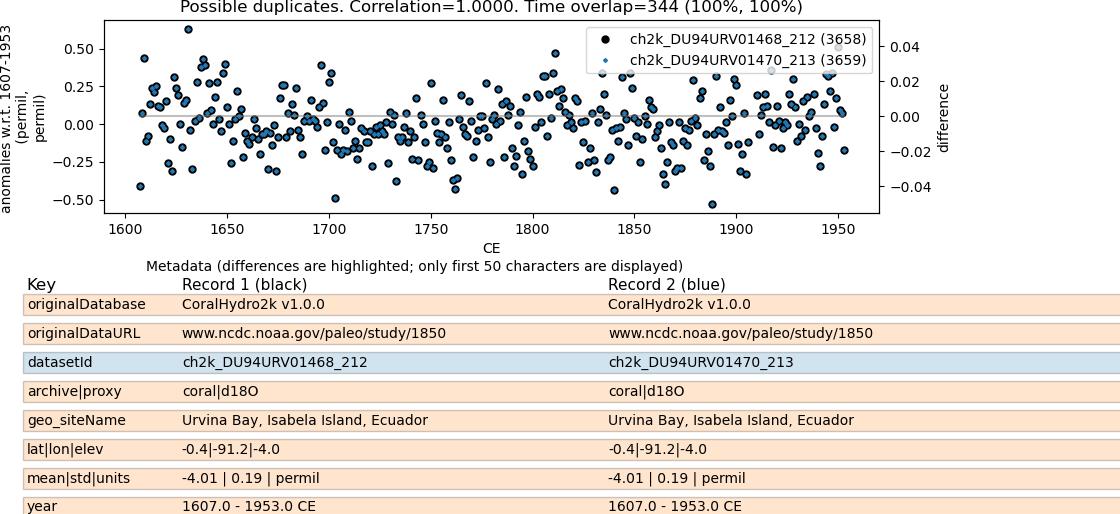 Possible duplicates. Correlation=1.0000. Time overlap=344 (100%, 100%)
anomalies w.r.t. 1607-1953
(permil,
permil)
0.50
0.25
0.00
−0.25
−0.50
ch2k_DU94URV01468_212 (3658)
ch2k_DU94URV01470_213 (3659)
0.04
0.02
0.00
−0.02
−0.04
difference
1600 1650 1700 1750 1800 1850 1900 1950
CE
Metadata (differences are highlighted; only first 50 characters are displayed)
Key Record 1 (black) Record 2 (blue)
originalDatabase CoralHydro2k v1.0.0 CoralHydro2k v1.0.0
originalDataURL www.ncdc.noaa.gov/paleo/study/1850 www.ncdc.noaa.gov/paleo/study/1850
datasetId ch2k_DU94URV01468_212 ch2k_DU94URV01470_213
archive|proxy coral|d18O coral|d18O
geo_siteName Urvina Bay, Isabela Island, Ecuador Urvina Bay, Isabela Island, Ecuador
lat|lon|elev -0.4|-91.2|-4.0 -0.4|-91.2|-4.0
mean|std|units -4.01 | 0.19 | permil -4.01 | 0.19 | permil
year 1607.0 - 1953.0 CE 1607.0 - 1953.0 CE